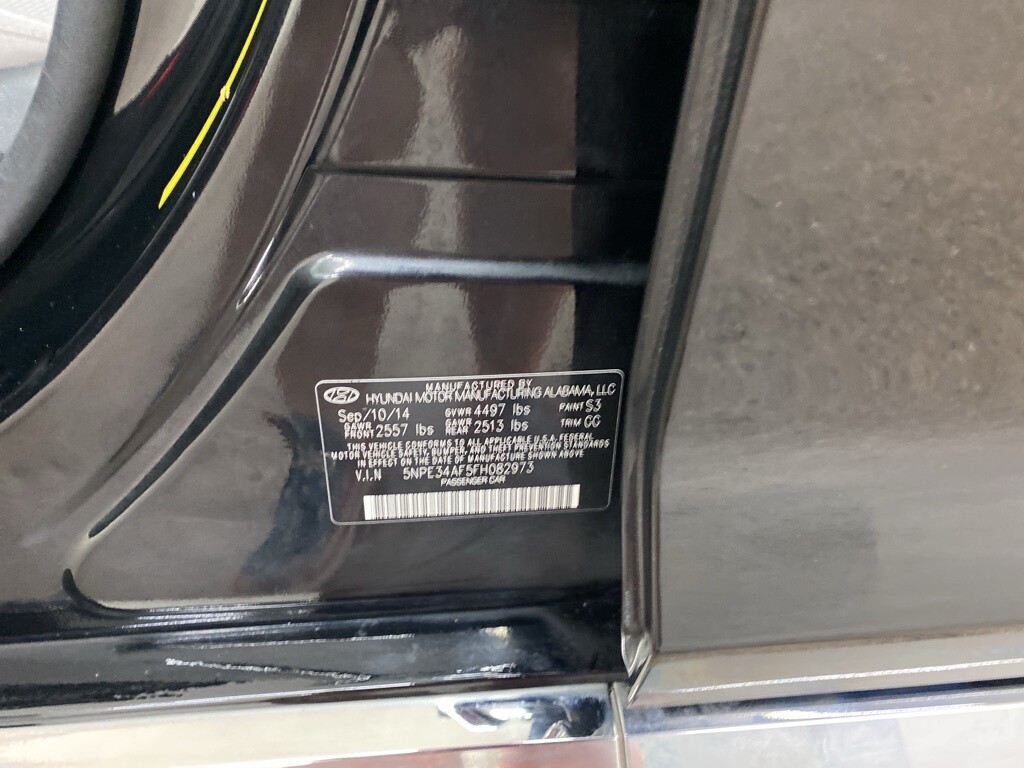 MANUFACTURED BY
HYUNDAI MOTOR MANUFACTURING ALABAMA, LLC
Sep/10/14 GVWR 4497 lbs PAINT S3
GAWR FRONT 2557 lbs GAWR REAR 2513 lbs TRIM CC
THIS VEHICLE CONFORMS TO ALL APPLICABLE U.S.A. FEDERAL
MOTOR VEHICLE SAFETY, BUMPER, AND THEFT PREVENTION STANDARDS
IN EFFECT ON THE DATE OF MANUFACTURE SHOWN ABOVE
V.I.N 5NPE34AF5FH082973
PASSENGER CAR